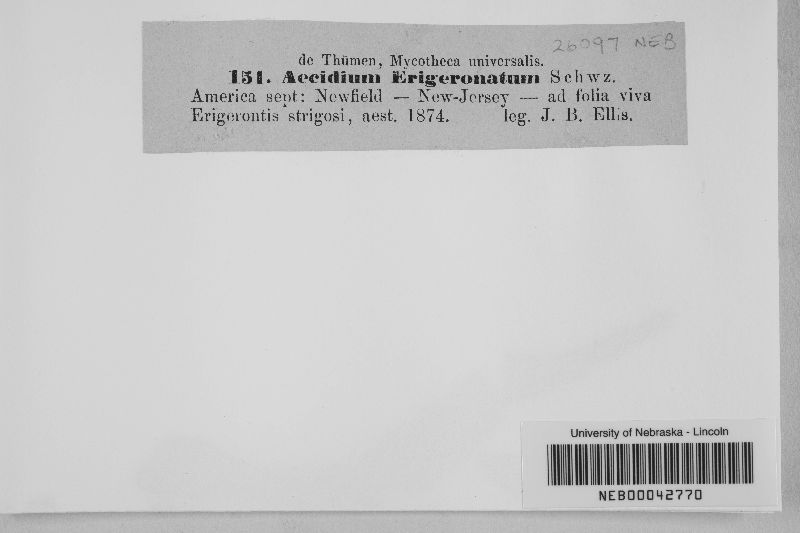 26097 NEB
de Thümen, Mycotheca universalis.
151. Aecidium Erigeronatum Schwz.
America sept: Newfield — New-Jersey — ad folia viva
Erigerontis strigosi, aest. 1874. leg. J. B. Ellis.
University of Nebraska - Lincoln
NEB00042770